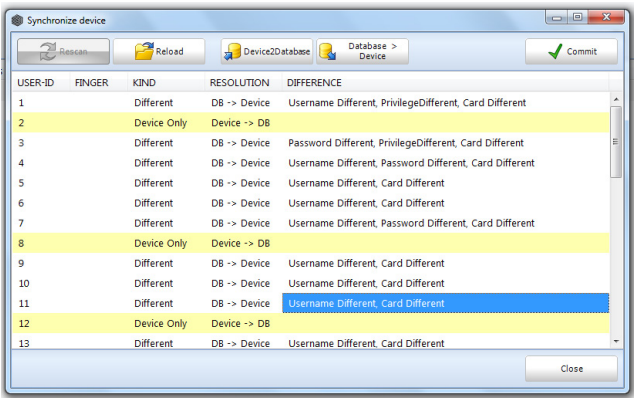 Synchronize device
Rescan Reload Device2Database Database > Device Commit
USER-ID FINGER KIND RESOLUTION DIFFERENCE
1 Different DB -> Device Username Different, PrivilegeDifferent, Card Different
2 Device Only Device -> DB
3 Different DB -> Device Password Different, PrivilegeDifferent, Card Different
4 Different DB -> Device Username Different, Password Different, Card Different
5 Different DB -> Device Username Different, Card Different
6 Different DB -> Device Username Different, Card Different
7 Different DB -> Device Username Different, Password Different, Card Different
8 Device Only Device -> DB
9 Different DB -> Device Username Different, Card Different
10 Different DB -> Device Username Different, Card Different
11 Different DB -> Device Username Different, Card Different
12 Device Only Device -> DB
13 Different DB -> Device Username Different, Card Different
Close